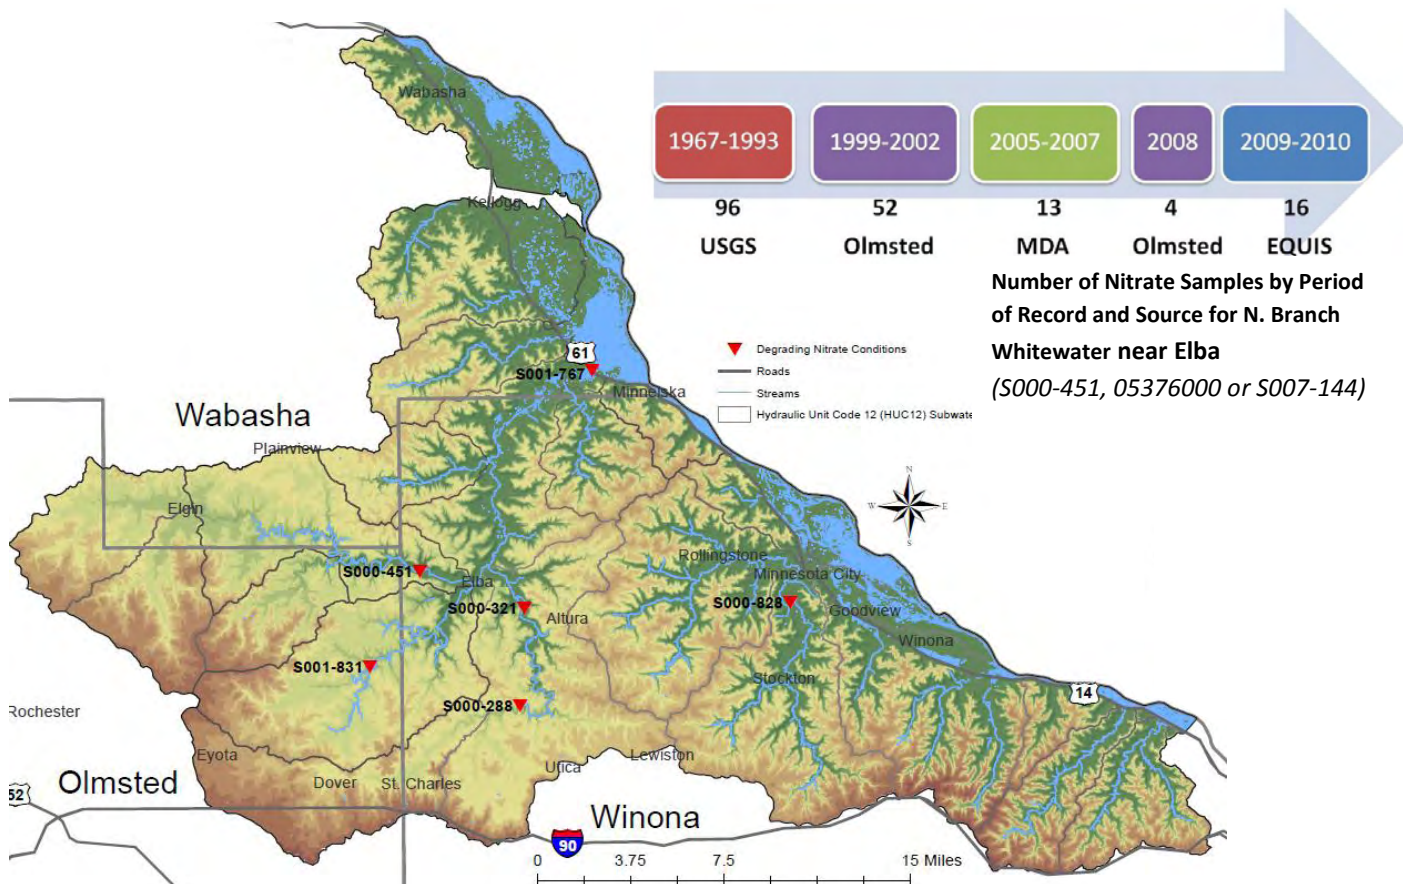 Wabasha
1967-1993
1999-2002
2005-2007
2008
2009-2010
96
52
13
4
16
USGS
Olmsted
MDA
Olmsted
EQUIS
Kellogg
Number of Nitrate Samples by Period
of Record and Source for N. Branch
Whitewater near Elba
(S000-451, 05376000 or S007-144)
Degrading Nitrate Conditions
Roads
Streams
Hydraulic Unit Code 12 (HUC12) Subwate
61
S001-767
Minneiska
Wabasha
Plainview
Elgin
N
W
E
S
S000-451
Elba
S000-321
Altura
Rollingstone
Minnesota City
S000-828
Goodview
Winona
S001-831
S000-288
Stockton
14
Rochester
Eyota
Dover
St. Charles
Utica
Lewiston
Olmsted
52
Winona
90
0 3.75 7.5 15 Miles